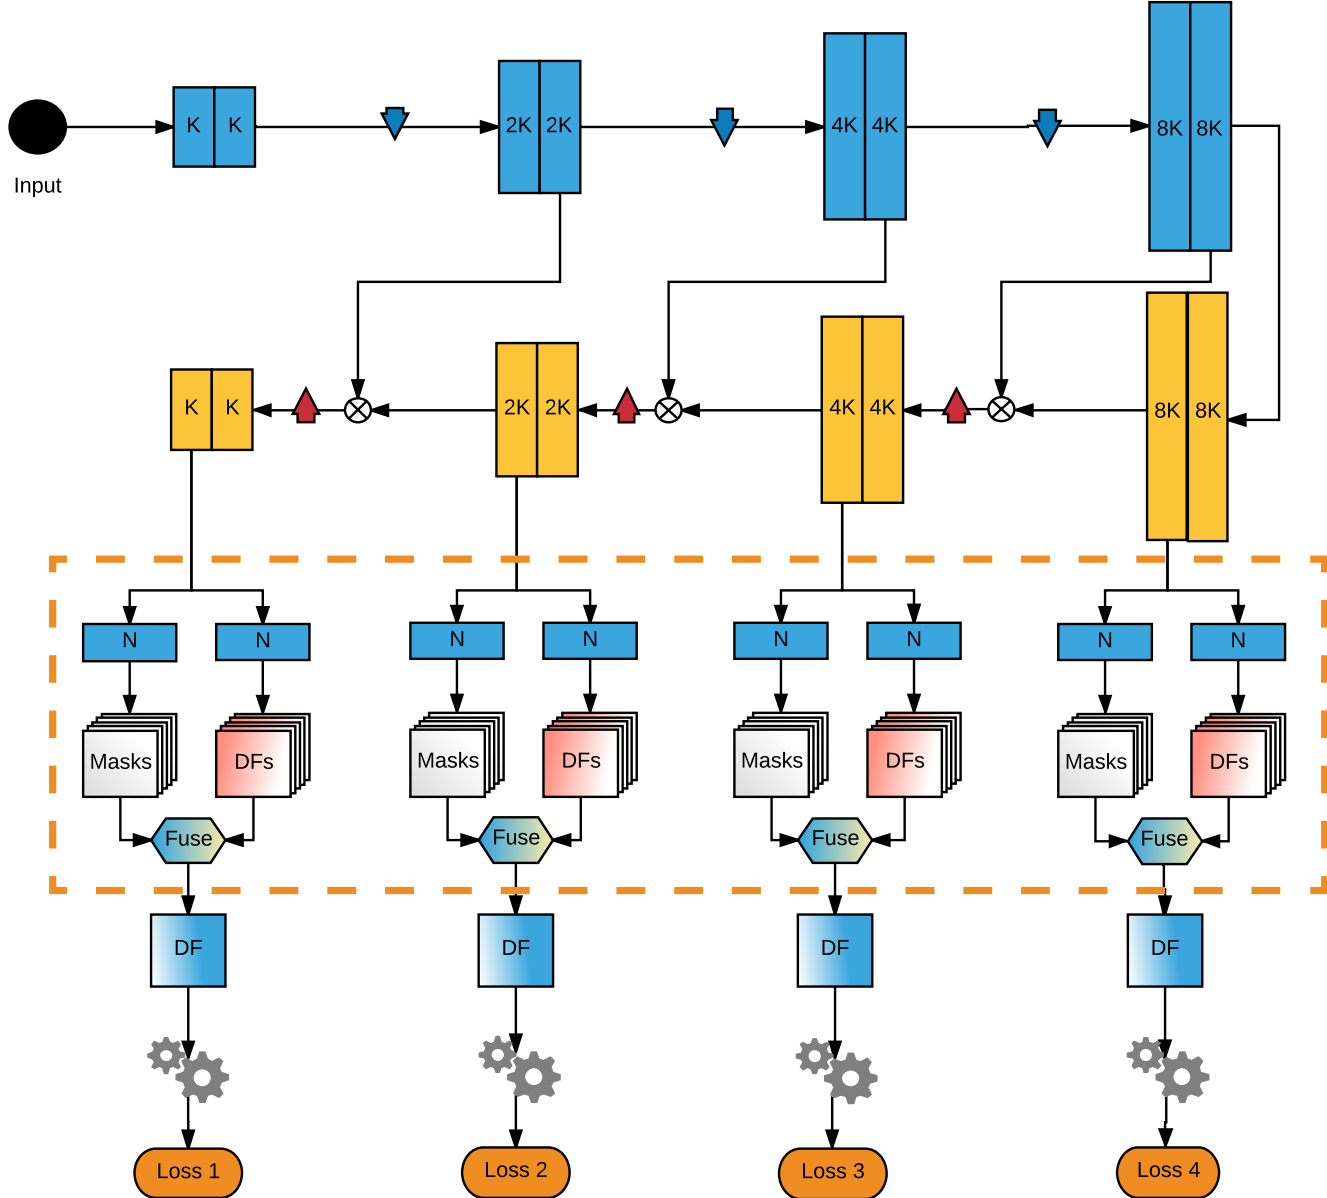 K K
2K 2K
4K 4K
8K 8K
Input
K K
2K 2K
4K 4K
8K 8K
N N N N N N N N
Masks DFs Masks DFs Masks DFs Masks DFs
Fuse Fuse Fuse Fuse
DF DF DF DF
Loss 1 Loss 2 Loss 3 Loss 4